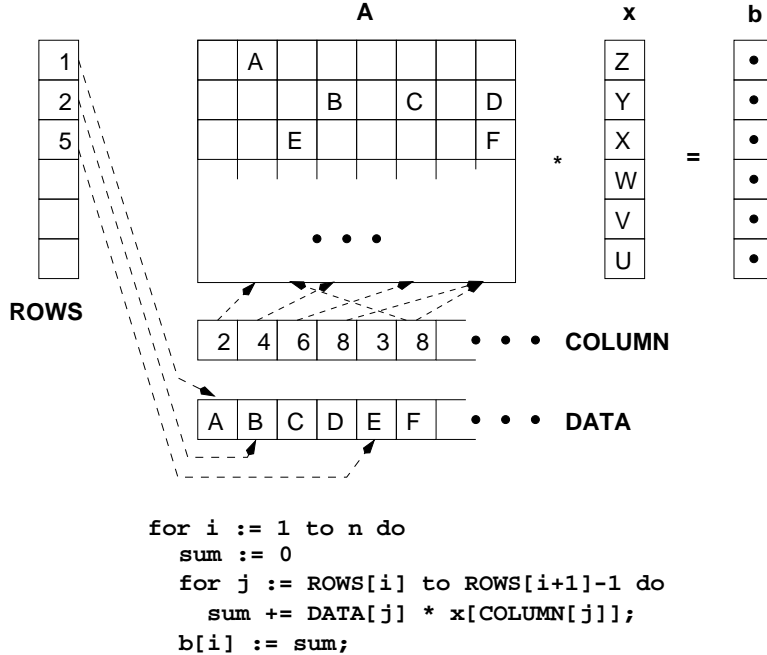 A x b
1 A Z •
2 B C D Y •
5 E F X •
* =
W •
V •
• • •
U •
ROWS
2 4 6 8 3 8 • • • COLUMN
A B C D E F • • • DATA
for i := 1 to n do
sum := 0
for j := ROWS[i] to ROWS[i+1]-1 do
sum += DATA[j] * x[COLUMN[j]];
b[i] := sum;